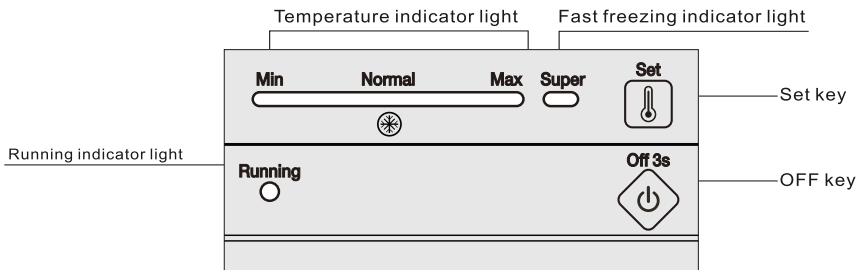 Temperature indicator light
Fast freezing indicator light
Min Normal Max Super Set
Set key
Running indicator light
Running
Off 3s
OFF key